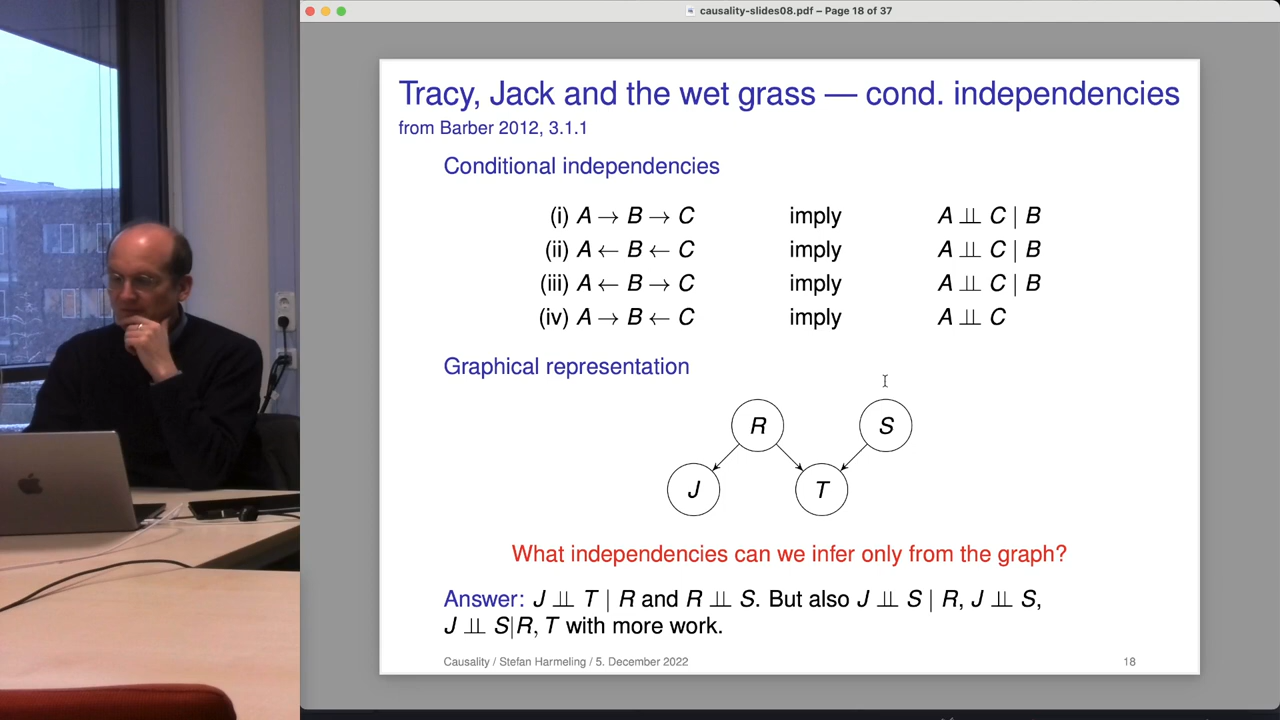 causality-slides08.pdf – Page 18 of 37
Tracy, Jack and the wet grass — cond. independencies
from Barber 2012, 3.1.1
Conditional independencies
(i) A → B → C imply A ⫫ C | B
(ii) A ← B ← C imply A ⫫ C | B
(iii) A ← B → C imply A ⫫ C | B
(iv) A → B ← C imply A ⫫ C
Graphical representation
R S
J T
What independencies can we infer only from the graph?
Answer: J ⫫ T | R and R ⫫ S. But also J ⫫ S | R, J ⫫ S,
J ⫫ S|R, T with more work.
Causality / Stefan Harmeling / 5. December 2022 18